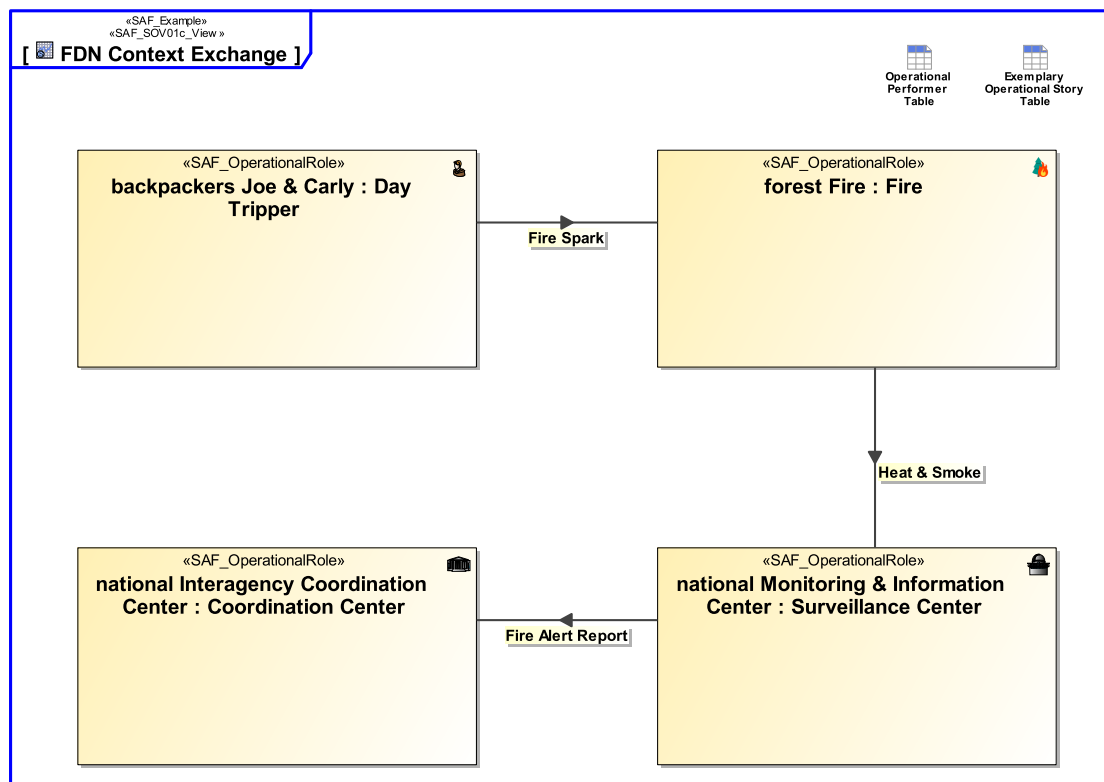 «SAF_Example»
«SAF_SOV01c_View »
[ FDN Context Exchange ]
Operational
Performer
Table
Exemplary
Operational Story
Table
«SAF_OperationalRole»
backpackers Joe & Carly : Day
Tripper
Fire Spark
«SAF_OperationalRole»
forest Fire : Fire
Heat & Smoke
«SAF_OperationalRole»
national Interagency Coordination
Center : Coordination Center
Fire Alert Report
«SAF_OperationalRole»
national Monitoring & Information
Center : Surveillance Center